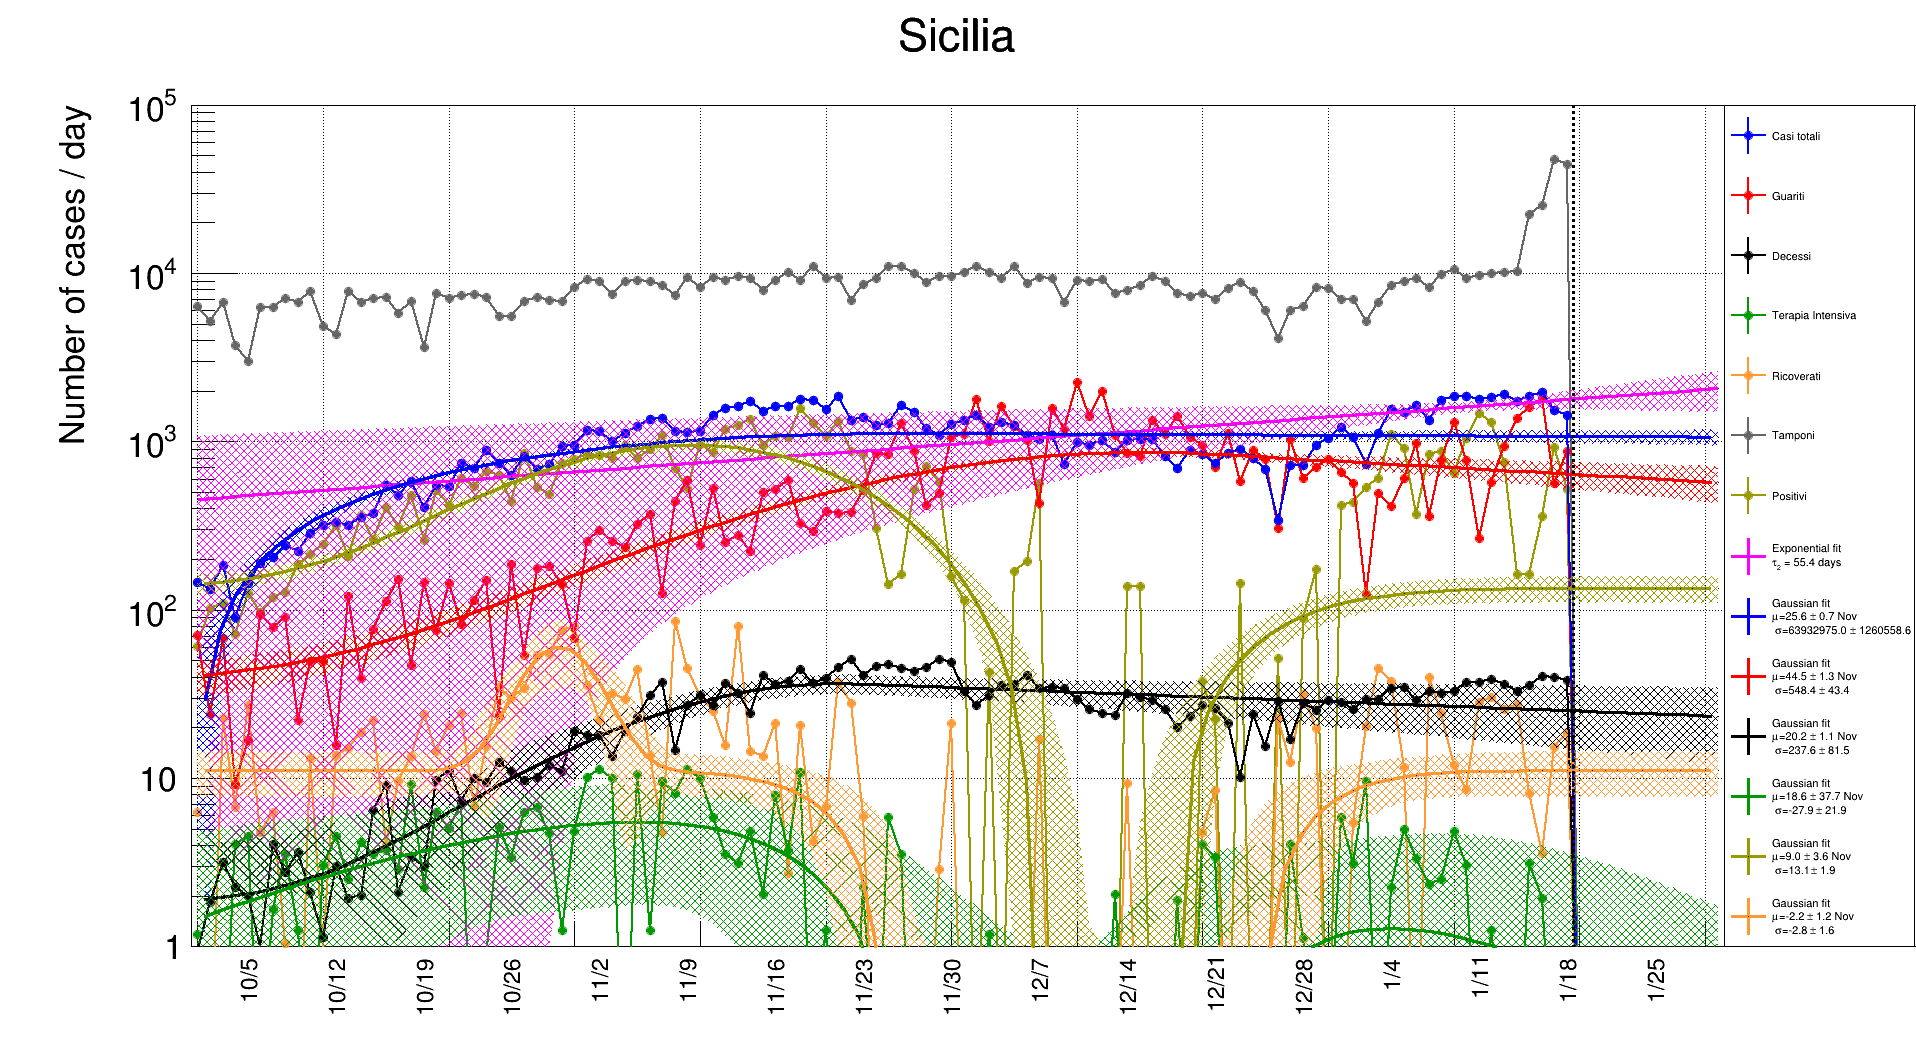 Sicilia
Number of cases / day
10^5
10^4
10^3
10^2
10
1
10/5
10/12
10/19
10/26
11/2
11/9
11/16
11/23
11/30
12/7
12/14
12/21
12/28
1/4
1/11
1/18
1/25
Casi totali
Guariti
Decessi
Terapia Intensiva
Ricoverati
Tamponi
Positivi
Exponential fit
τ₂ = 55.4 days
Gaussian fit
μ=25.6 ± 0.7 Nov
σ=63932975.0 ± 1260558.6
Gaussian fit
μ=44.5 ± 1.3 Nov
σ=548.4 ± 43.4
Gaussian fit
μ=20.2 ± 1.1 Nov
σ=237.6 ± 81.5
Gaussian fit
μ=18.6 ± 37.7 Nov
σ=-27.9 ± 21.9
Gaussian fit
μ=9.0 ± 3.6 Nov
σ=13.1 ± 1.9
Gaussian fit
μ=-2.2 ± 1.2 Nov
σ=-2.8 ± 1.6